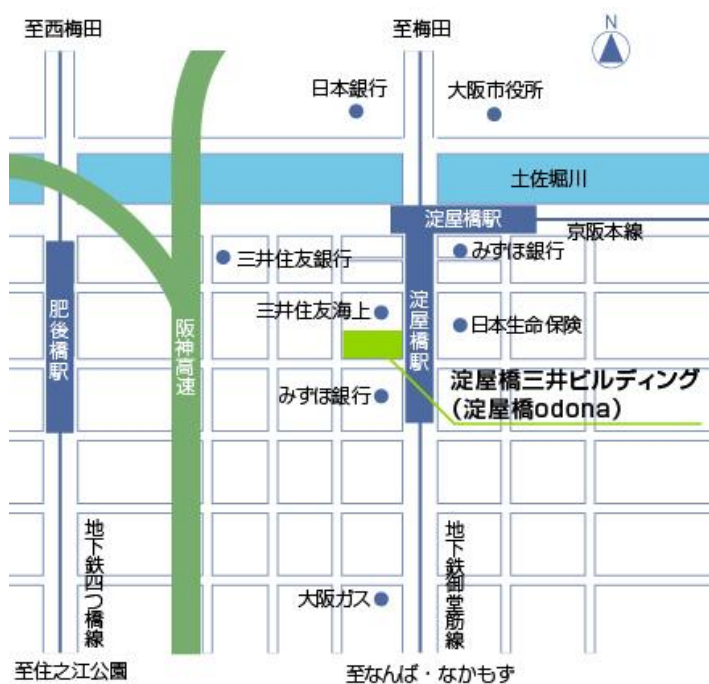 至西梅田
至梅田
N
日本銀行
大阪市役所
土佐堀川
淀屋橋駅
京阪本線
三井住友銀行
みずほ銀行
肥後橋駅
阪神高速
三井住友海上
淀屋橋駅
日本生命保険
淀屋橋三井ビルディング
(淀屋橋odona)
みずほ銀行
地下鉄四つ橋線
地下鉄御堂筋線
大阪ガス
至住之江公園
至なんば・なかもず